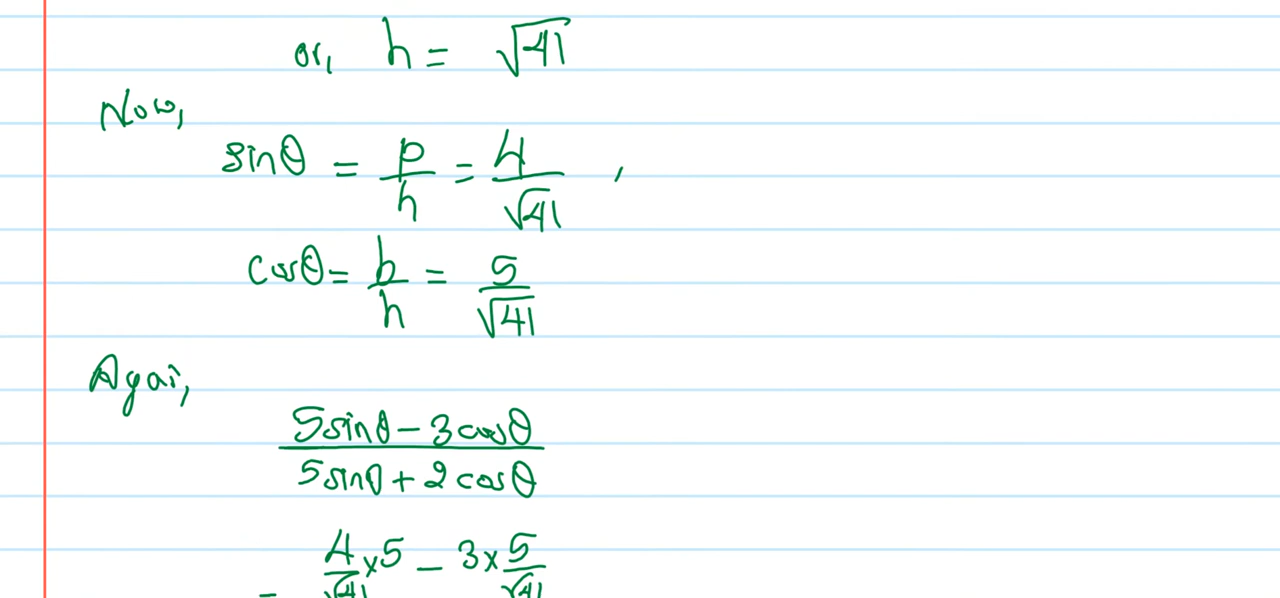 or, h = √41
Now,
sinθ = p/h = 4/√41 ,
cosθ = b/h = 5/√41
Agai,
5sinθ - 3cosθ
5sinθ + 2cosθ
= 4/√41 × 5 - 3 × 5/√41